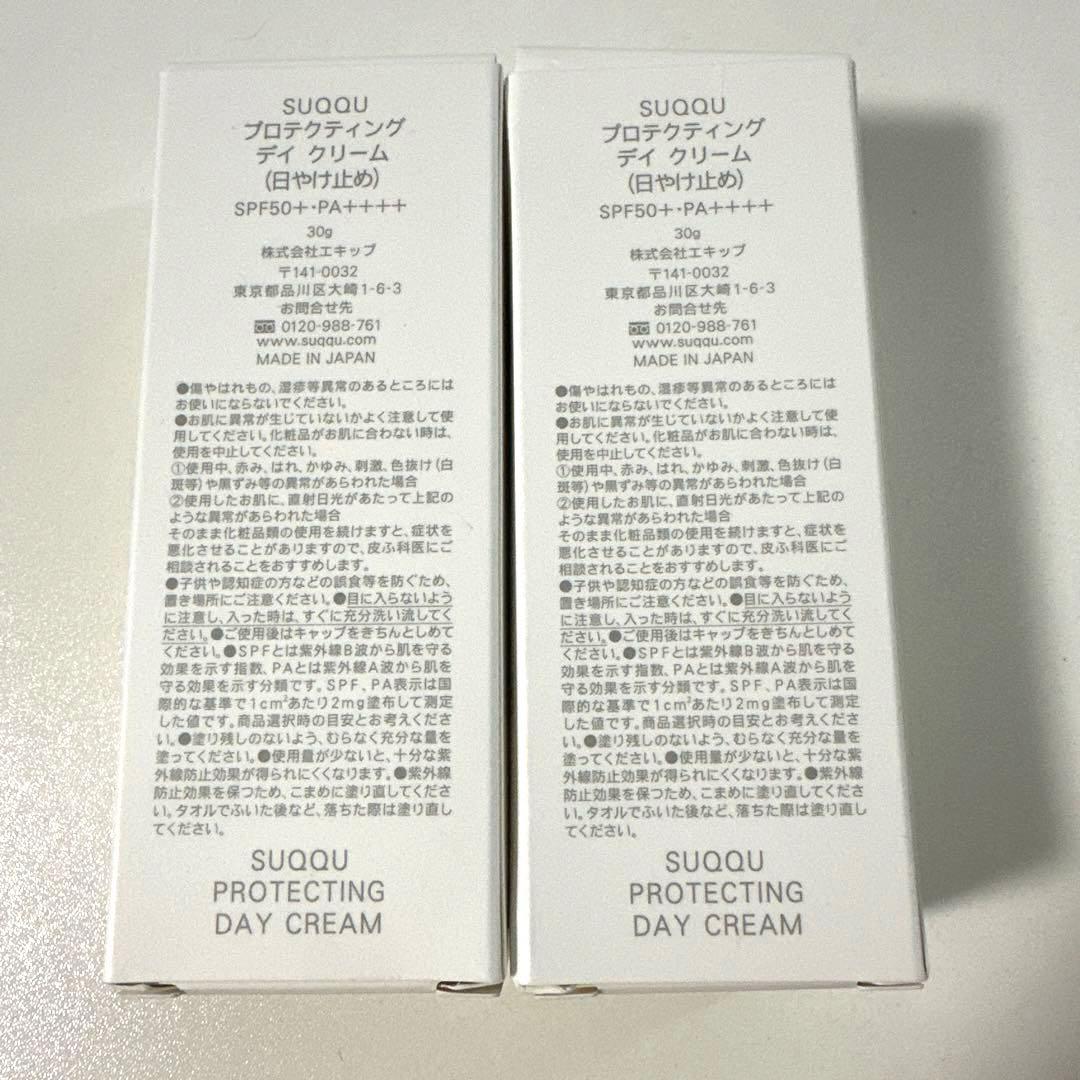 SUQQU
プロテクティング
デイ クリーム
(日やけ止め)
SPF50+・PA++++
30g
株式会社エキップ
〒141-0032
東京都品川区大崎1-6-3
お問合せ先
0120-988-761
www.suqqu.com
MADE IN JAPAN
●傷やはれもの、湿疹等異常のあるところには
お使いにならないでください。
●お肌に異常が生じていないかよく注意して使
用してください。化粧品がお肌に合わない時は、
使用を中止してください。
①使用中、赤み、はれ、かゆみ、刺激、色抜け(白
斑等)や黒ずみ等の異常があらわれた場合
②使用したお肌に、直射日光があたって上記の
ような異常があらわれた場合
そのまま化粧品類の使用を続けますと、症状を
悪化させることがありますので、皮ふ科医にご
相談されることをおすすめします。
●子供や認知症の方などの誤食等を防ぐため、
置き場所にご注意ください。●目に入らないよう
に注意し、入った時は、すぐに充分洗い流してく
ださい。●ご使用後はキャップをきちんとしめて
ください。●SPFとは紫外線B波から肌を守る
効果を示す指数、PAとは紫外線A波から肌を
守る効果を示す分類です。SPF、PA表示は国
際的な基準で1cm²あたり2mg塗布して測定
した値です。商品選択時の目安とお考えくださ
い。●塗り残しのないよう、むらなく充分な量を
塗ってください。●使用量が少ないと、十分な紫
外線防止効果が得られにくくなります。●紫外線
防止効果を保つため、こまめに塗り直してくださ
い。タオルでふいた後など、落ちた際は塗り直し
てください。
SUQQU
PROTECTING
DAY CREAM
SUQQU
プロテクティング
デイ クリーム
(日やけ止め)
SPF50+・PA++++
30g
株式会社エキップ
〒141-0032
東京都品川区大崎1-6-3
お問合せ先
0120-988-761
www.suqqu.com
MADE IN JAPAN
●傷やはれもの、湿疹等異常のあるところには
お使いにならないでください。
●お肌に異常が生じていないかよく注意して使
用してください。化粧品がお肌に合わない時は、
使用を中止してください。
①使用中、赤み、はれ、かゆみ、刺激、色抜け(白
斑等)や黒ずみ等の異常があらわれた場合
②使用したお肌に、直射日光があたって上記の
ような異常があらわれた場合
そのまま化粧品類の使用を続けますと、症状を
悪化させることがありますので、皮ふ科医にご
相談されることをおすすめします。
●子供や認知症の方などの誤食等を防ぐため、
置き場所にご注意ください。●目に入らないよう
に注意し、入った時は、すぐに充分洗い流してく
ださい。●ご使用後はキャップをきちんとしめて
ください。●SPFとは紫外線B波から肌を守る
効果を示す指数、PAとは紫外線A波から肌を
守る効果を示す分類です。SPF、PA表示は国
際的な基準で1cm²あたり2mg塗布して測定
した値です。商品選択時の目安とお考えくださ
い。●塗り残しのないよう、むらなく充分な量を
塗ってください。●使用量が少ないと、十分な紫
外線防止効果が得られにくくなります。●紫外線
防止効果を保つため、こまめに塗り直してくださ
い。タオルでふいた後など、落ちた際は塗り直し
てください。
SUQQU
PROTECTING
DAY CREAM